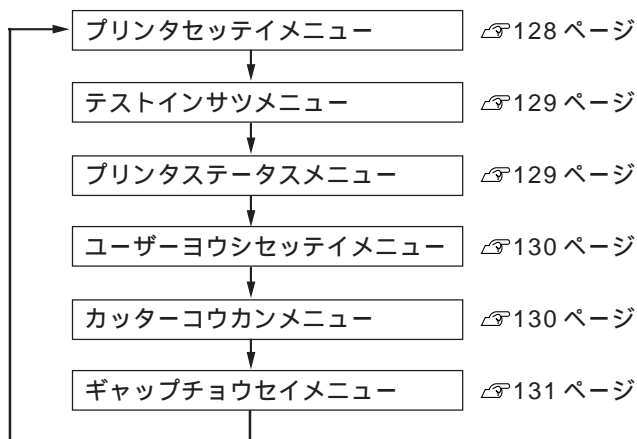 プリンタセッテイメニュー 128 ページ
テストインサツメニュー 129 ページ
プリンタステータスメニュー 129 ページ
ユーザーヨウシセッテイメニュー 130 ページ
カッターコウカンメニュー 130 ページ
ギャップチョウセイメニュー 131 ページ